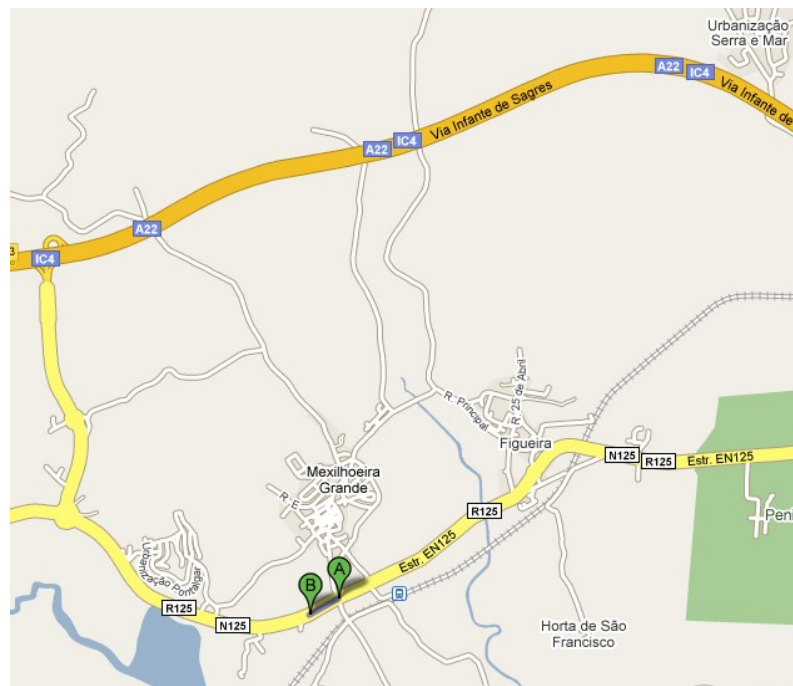 Urbanização
Serra e Mar
A22
IC4
Via Infante de
Via Infante de Sagres
A22
IC4
A22
3
IC4
R. 25 de Abril
R. Principal
Figueira
N125
R125
Estr. EN125
Mexilhoeira
Grande
R. E
R125
Estr. EN125
Urbanização Pontalgar
A
B
R125
N125
Horta de São
Francisco